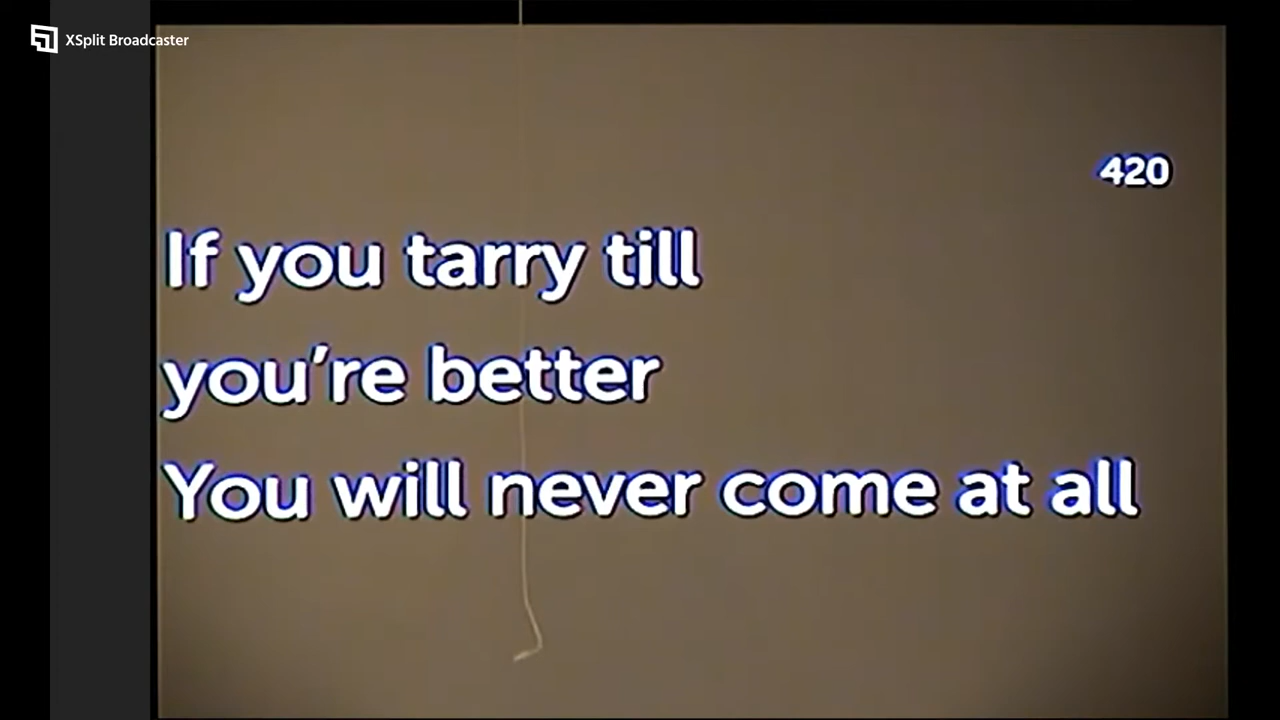 XSplit Broadcaster
420
If you tarry till
you're better
You will never come at all